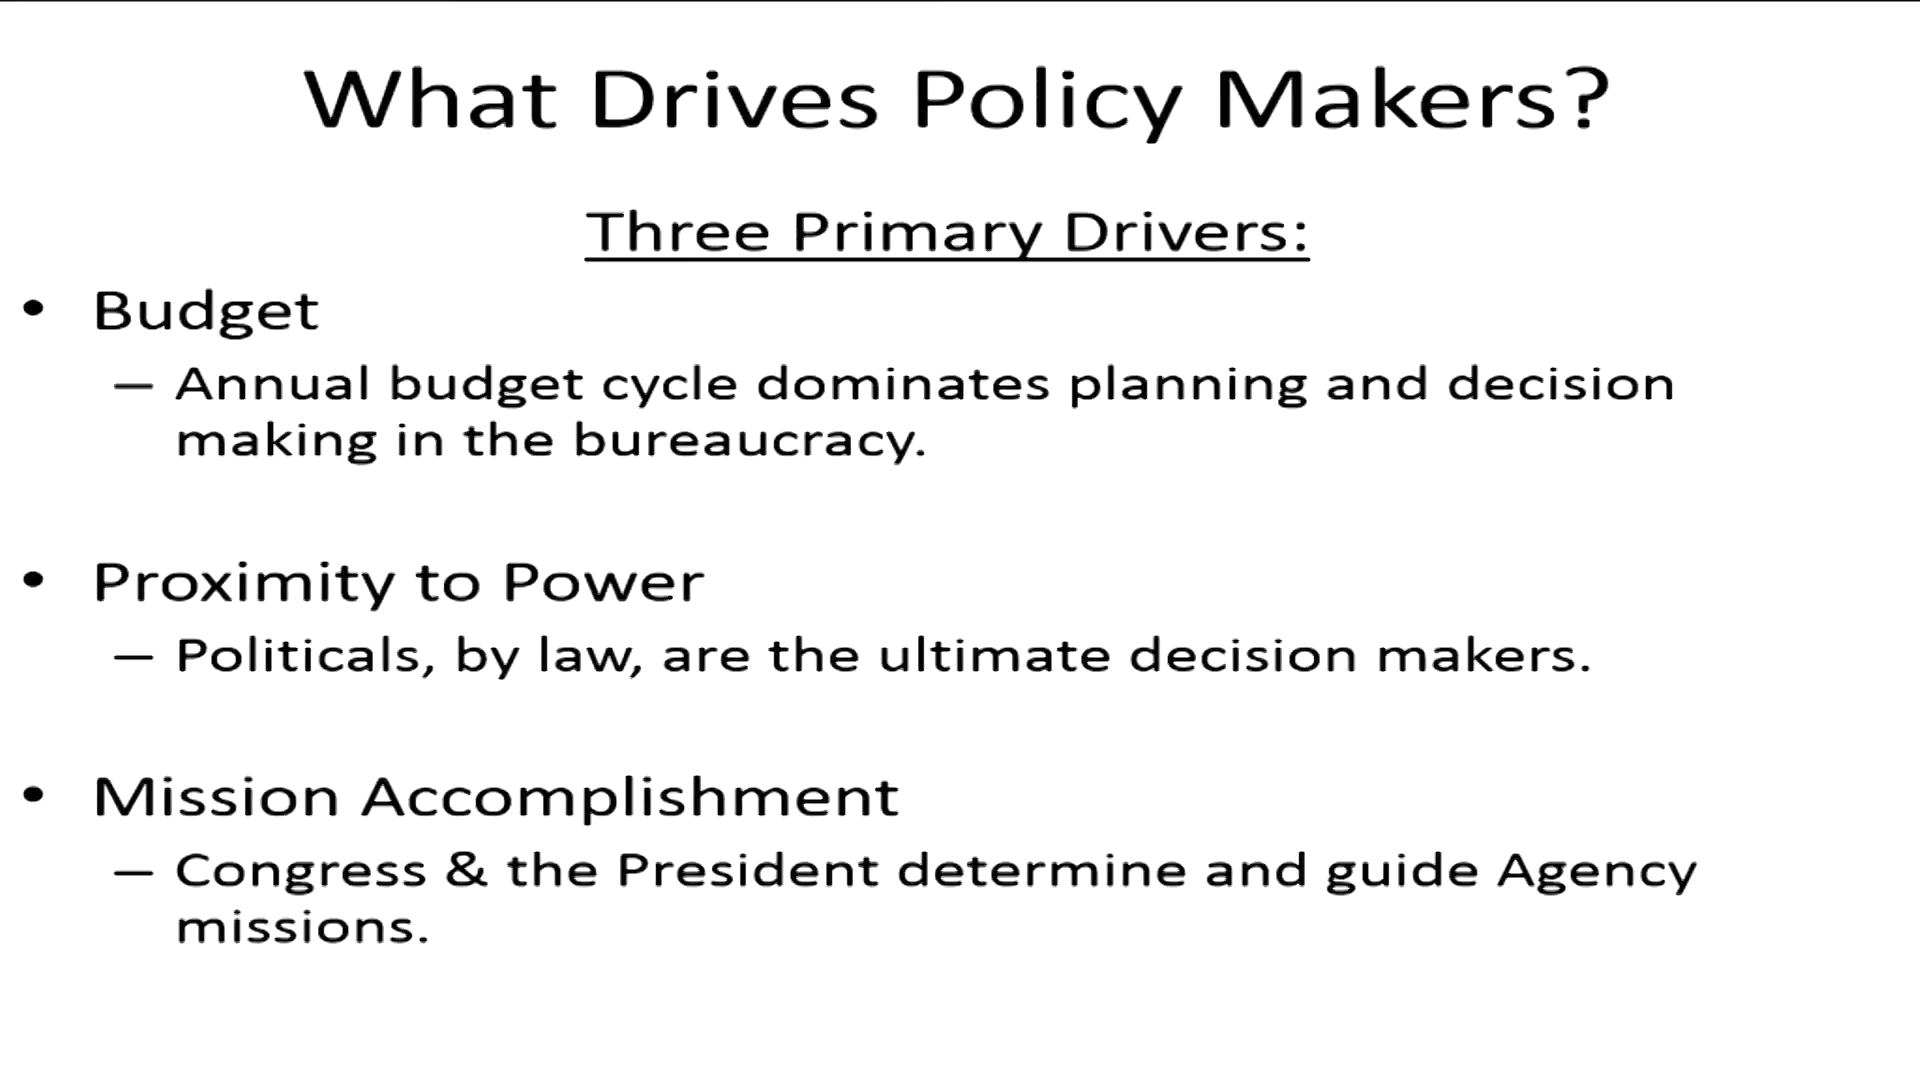 What Drives Policy Makers?
Three Primary Drivers:
• Budget
– Annual budget cycle dominates planning and decision
making in the bureaucracy.
• Proximity to Power
– Politicals, by law, are the ultimate decision makers.
• Mission Accomplishment
– Congress & the President determine and guide Agency
missions.